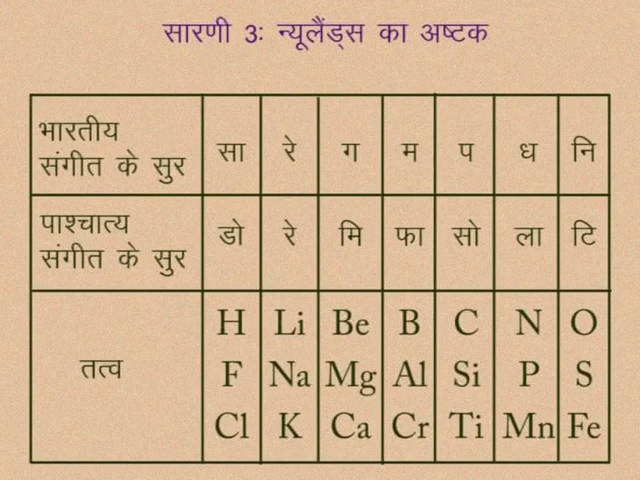 सारणी 3: न्यूलैंड्स का अष्टक
भारतीय
संगीत के सुर सा रे ग म प ध नि
पाश्चात्य
संगीत के सुर डो रे मि फा सो ला टि
तत्व
H Li Be B C N O
F Na Mg Al Si P S
Cl K Ca Cr Ti Mn Fe